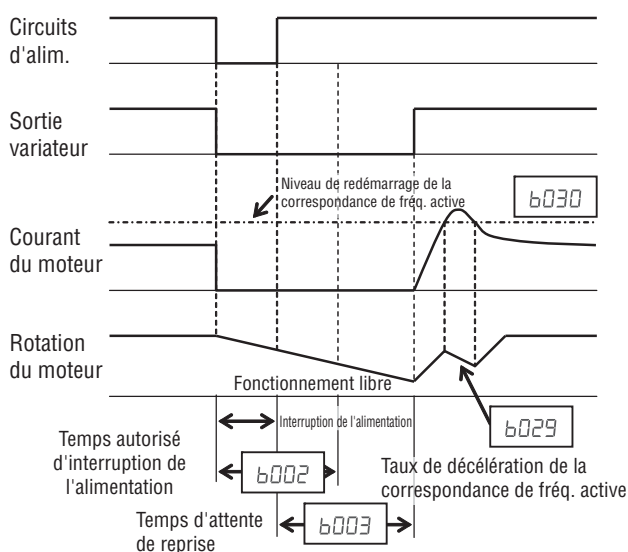 Circuits
d'alim.
Sortie
variateur
Niveau de redémarrage de la
correspondance de fréq. active
b030
Courant
du moteur
Rotation
du moteur
Fonctionnement libre
Interruption de l'alimentation
b029
Temps autorisé
d'interruption de
l'alimentation
b002
Taux de décélération de la
correspondance de fréq. active
Temps d'attente
de reprise
b003